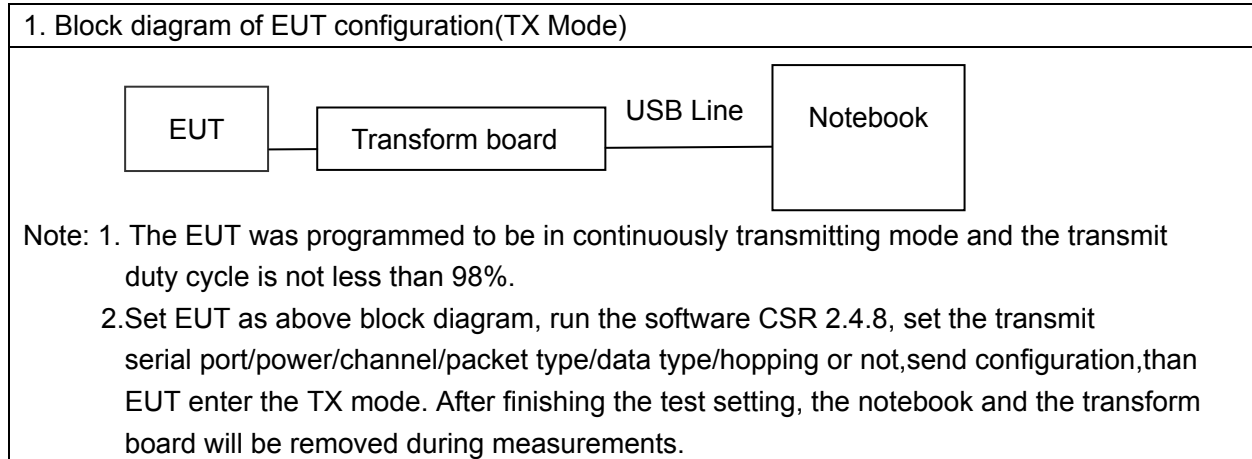 1. Block diagram of EUT configuration(TX Mode)
EUT
Transform board
USB Line
Notebook
Note: 1. The EUT was programmed to be in continuously transmitting mode and the transmit
duty cycle is not less than 98%.
2.Set EUT as above block diagram, run the software CSR 2.4.8, set the transmit
serial port/power/channel/packet type/data type/hopping or not,send configuration,than
EUT enter the TX mode. After finishing the test setting, the notebook and the transform
board will be removed during measurements.